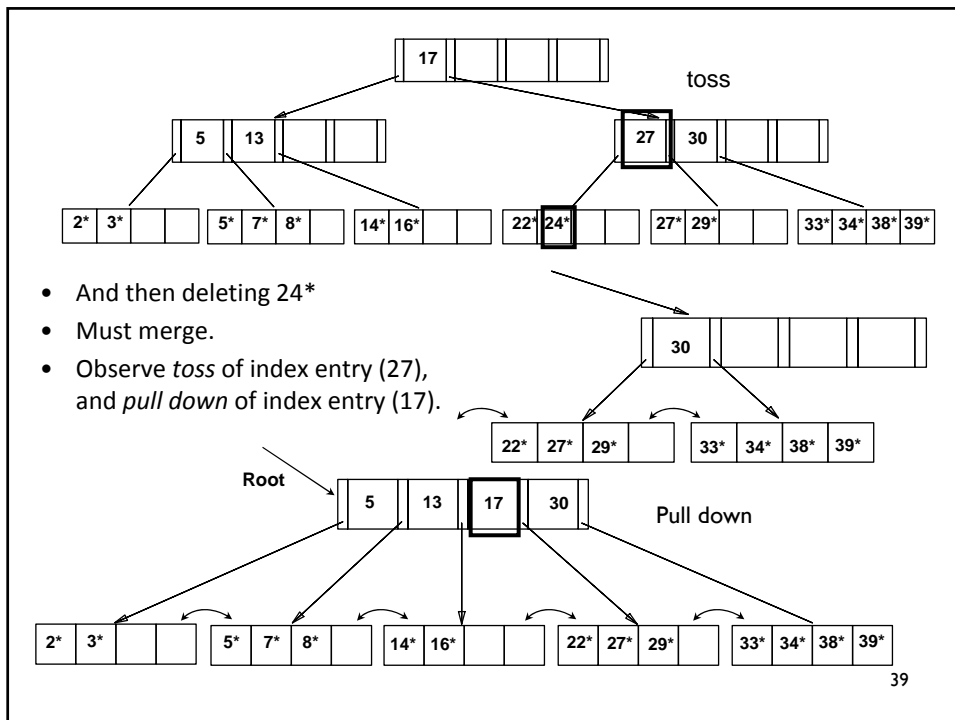 17
toss
5 13
27 30
2* 3*
5* 7* 8*
14* 16*
22* 24*
27* 29*
33* 34* 38* 39*
• And then deleting 24*
• Must merge.
• Observe toss of index entry (27),
and pull down of index entry (17).
30
22* 27* 29*
33* 34* 38* 39*
Root
5 13 17 30
Pull down
2* 3*
5* 7* 8*
14* 16*
22* 27* 29*
33* 34* 38* 39*
39